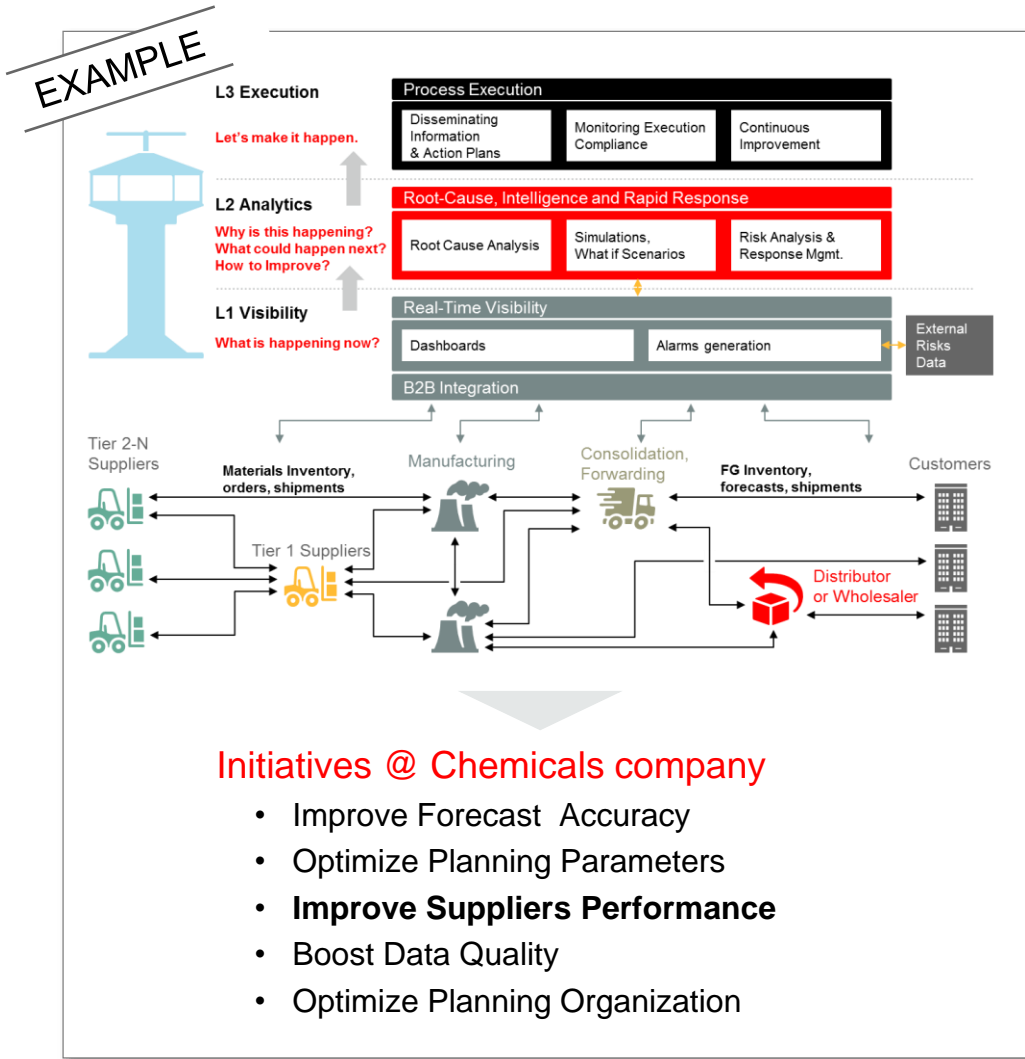 EXAMPLE
L3 Execution
Let's make it happen.
Process Execution
Disseminating
Information
& Action Plans
Monitoring Execution
Compliance
Continuous
Improvement
L2 Analytics
Why is this happening?
What could happen next?
How to Improve?
Root-Cause, Intelligence and Rapid Response
Root Cause Analysis
Simulations,
What if Scenarios
Risk Analysis &
Response Mgmt.
L1 Visibility
What is happening now?
Real-Time Visibility
Dashboards
Alarms generation
B2B Integration
External
Risks
Data
Tier 2-N
Suppliers
Materials Inventory,
orders, shipments
Manufacturing
Consolidation,
Forwarding
FG Inventory,
forecasts, shipments
Customers
Tier 1 Suppliers
Distributor
or Wholesaler
Initiatives @ Chemicals company
• Improve Forecast Accuracy
• Optimize Planning Parameters
• Improve Suppliers Performance
• Boost Data Quality
• Optimize Planning Organization